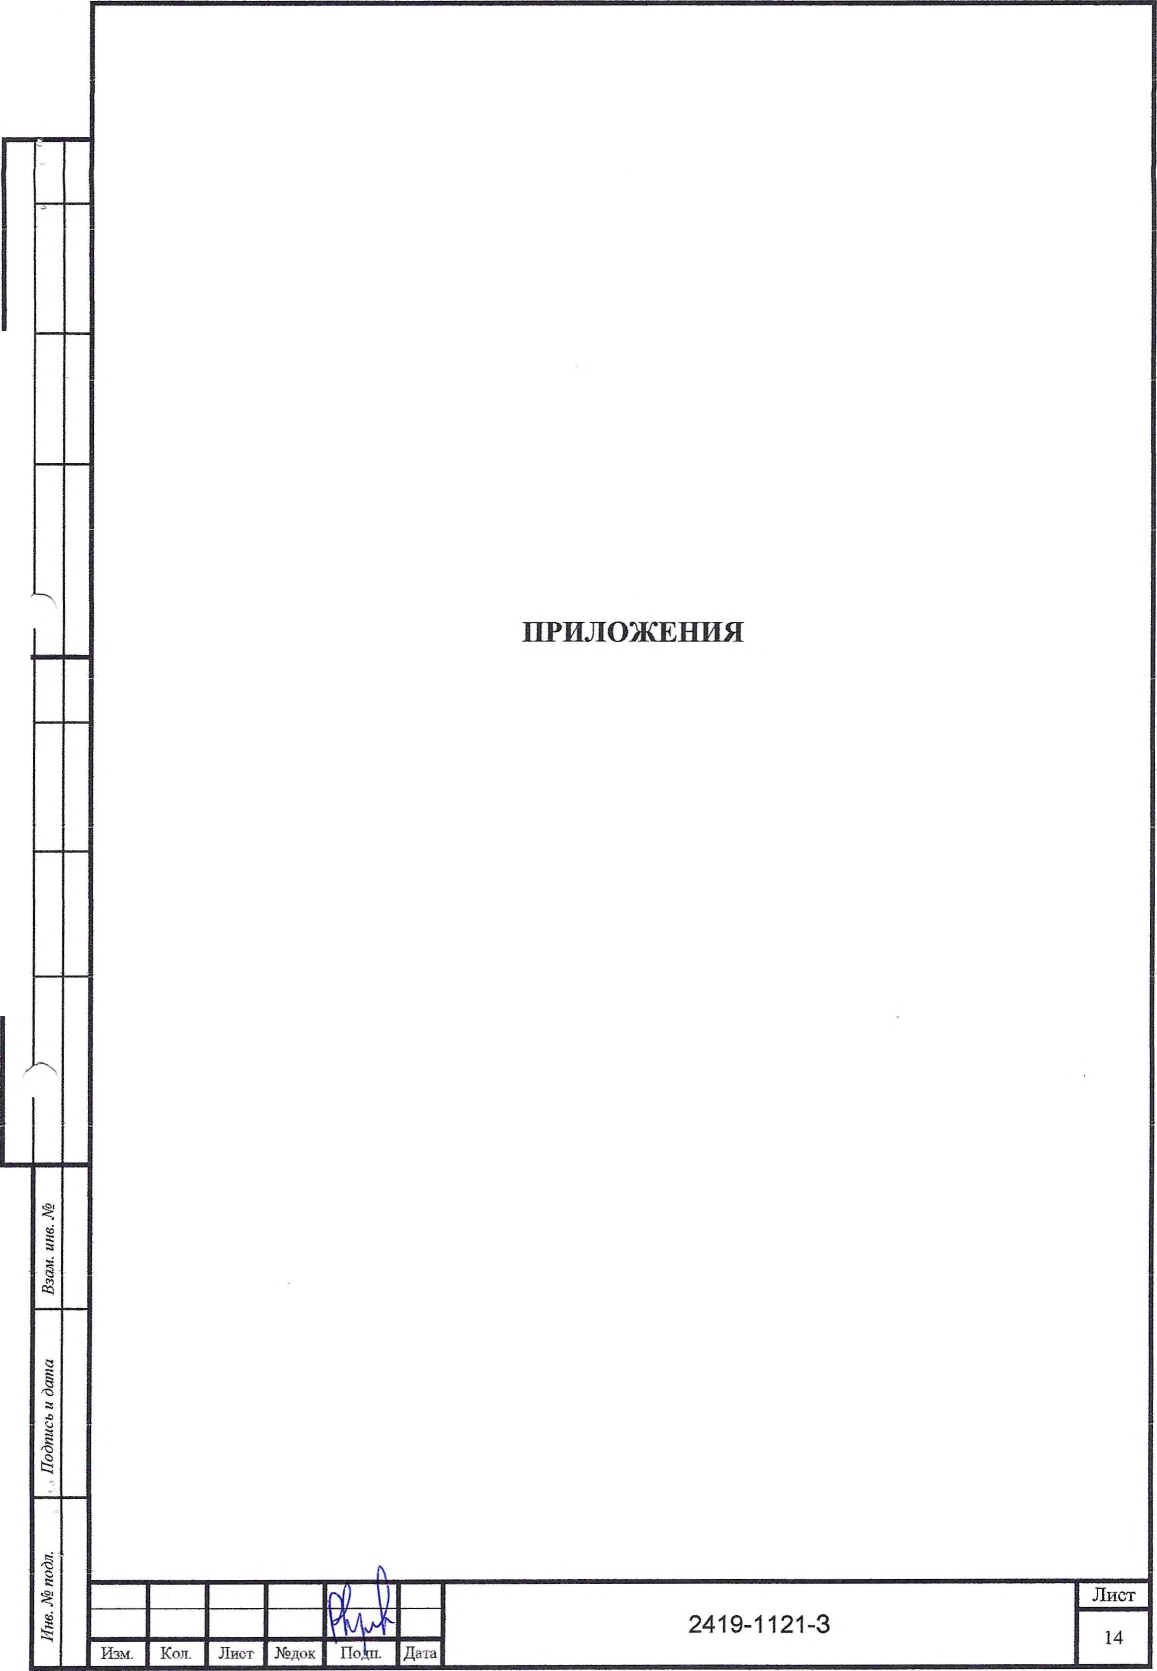 ПРИЛОЖЕНИЯ
Взам. инв. №
Подпись и дата
Инв. № подл.
Изм. Кол. Лист №док Подп. Дата
2419-1121-3
Лист
14